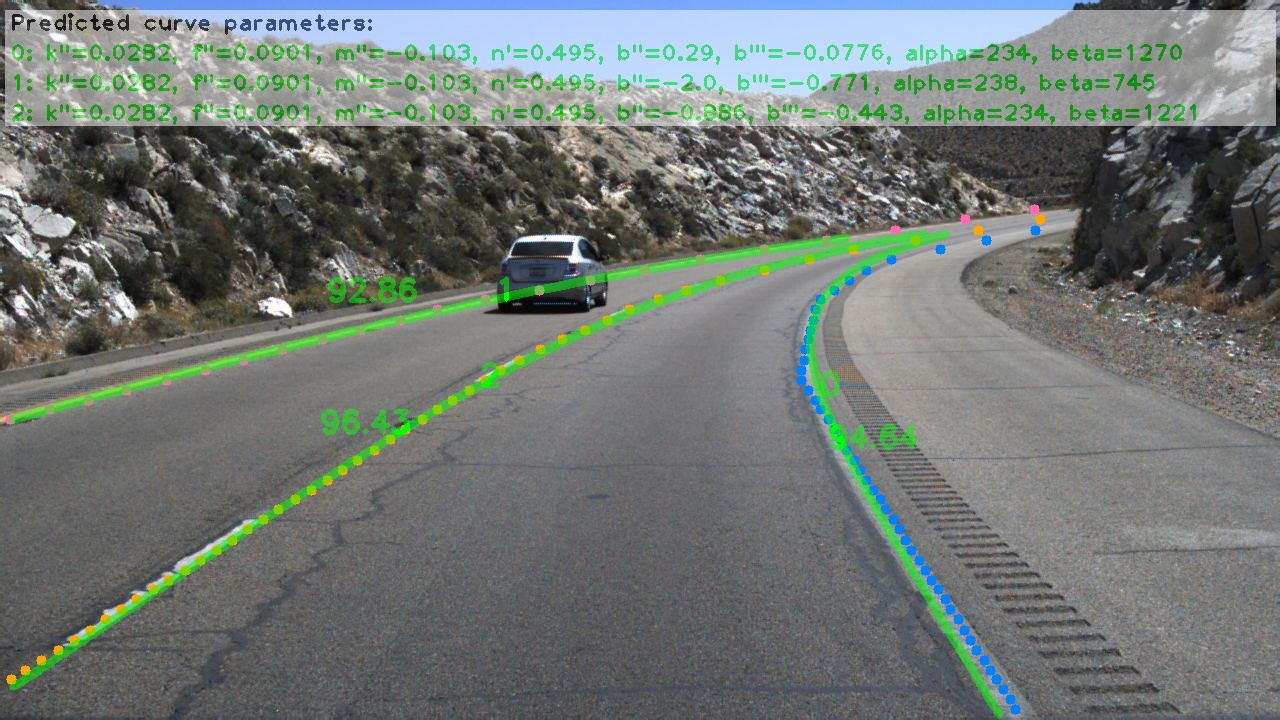 Predicted curve parameters:
0: k''=0.0282, f''=0.0901, m''=-0.103, n'=0.495, b''=0.29, b'''=-0.0776, alpha=234, beta=1270
1: k''=0.0282, f''=0.0901, m''=-0.103, n'=0.495, b''=-2.0, b'''=-0.771, alpha=238, beta=745
2: k''=0.0282, f''=0.0901, m''=-0.103, n'=0.495, b''=-0.886, b'''=-0.443, alpha=234, beta=1221
92.86
1
2
0
96.43
94.64